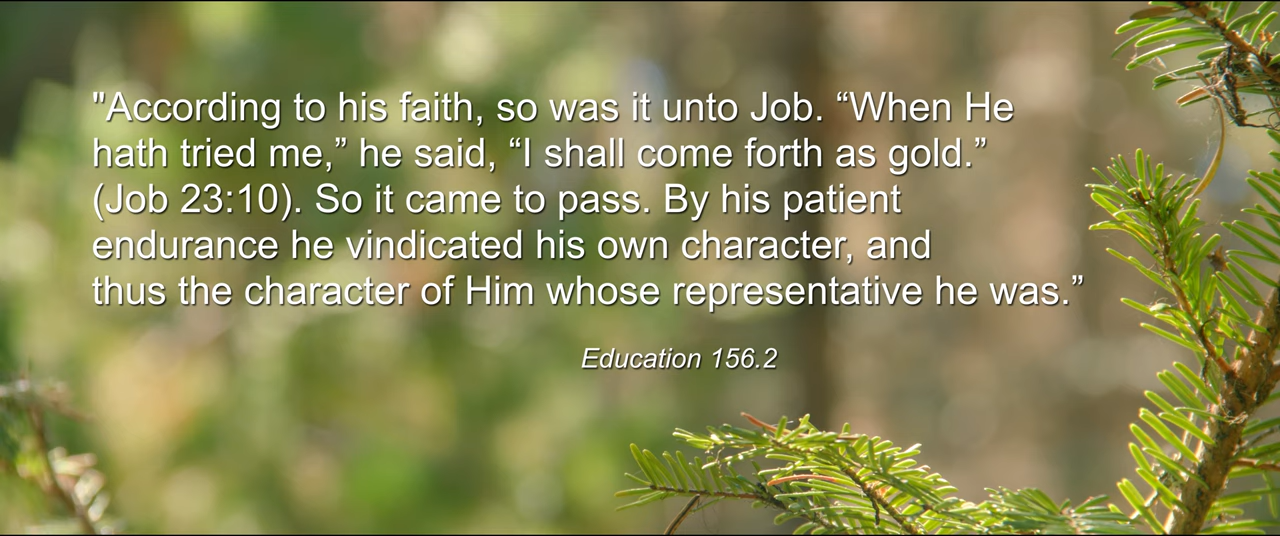 "According to his faith, so was it unto Job. “When He
hath tried me,” he said, “I shall come forth as gold.”
(Job 23:10). So it came to pass. By his patient
endurance he vindicated his own character, and
thus the character of Him whose representative he was.”
Education 156.2